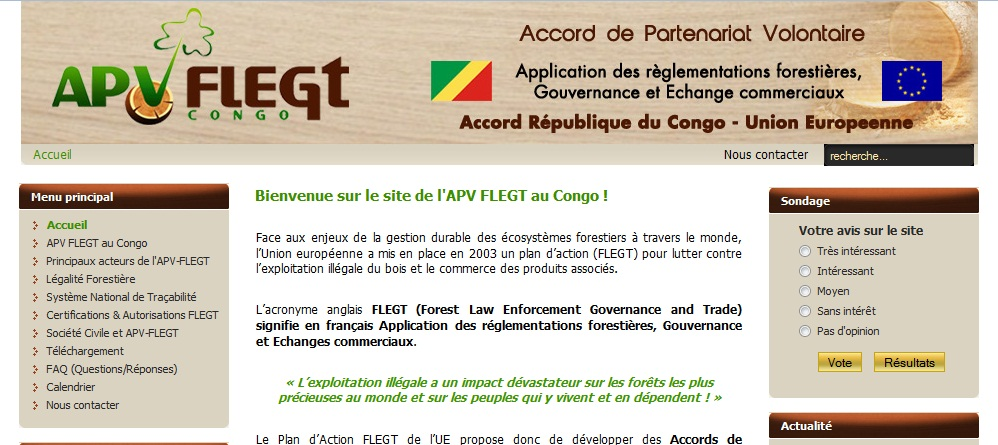 APV FLEGT
CONGO
Accord de Partenariat Volontaire
Application des règlementations forestières,
Gouvernance et Echange commerciaux
Accord République du Congo - Union Europeenne
Accueil
Nous contacter
recherche...
Menu principal
Accueil
APV FLEGT au Congo
Principaux acteurs de l'APV-FLEGT
Légalité Forestière
Système National de Traçabilité
Certifications & Autorisations FLEGT
Société Civile et APV-FLEGT
Téléchargement
FAQ (Questions/Réponses)
Calendrier
Nous contacter
Bienvenue sur le site de l'APV FLEGT au Congo !
Face aux enjeux de la gestion durable des écosystèmes forestiers à travers le monde,
l'Union européenne a mis en place en 2003 un plan d'action (FLEGT) pour lutter contre
l'exploitation illégale du bois et le commerce des produits associés.
L'acronyme anglais FLEGT (Forest Law Enforcement Governance and Trade)
signifie en français Application des réglementations forestières, Gouvernance
et Echanges commerciaux.
« L'exploitation illégale a un impact dévastateur sur les forêts les plus
précieuses au monde et sur les peuples qui y vivent et en dépendent ! »
Le Plan d'Action FLEGT de l'UE propose donc de développer des Accords de
Sondage
Votre avis sur le site
Très intéressant
Intéressant
Moyen
Sans intérêt
Pas d'opinion
Vote
Résultats
Actualité